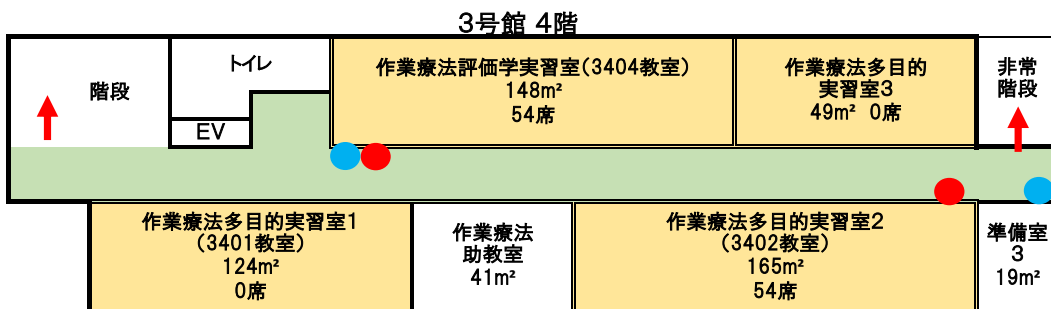 3号館 4階
階段
トイレ
EV
作業療法評価学実習室(3404教室)
148m²
54席
作業療法多目的
実習室3
49m² 0席
非常
階段
作業療法多目的実習室1
(3401教室)
124m²
0席
作業療法
助教室
41m²
作業療法多目的実習室2
(3402教室)
165m²
54席
準備室
3
19m²